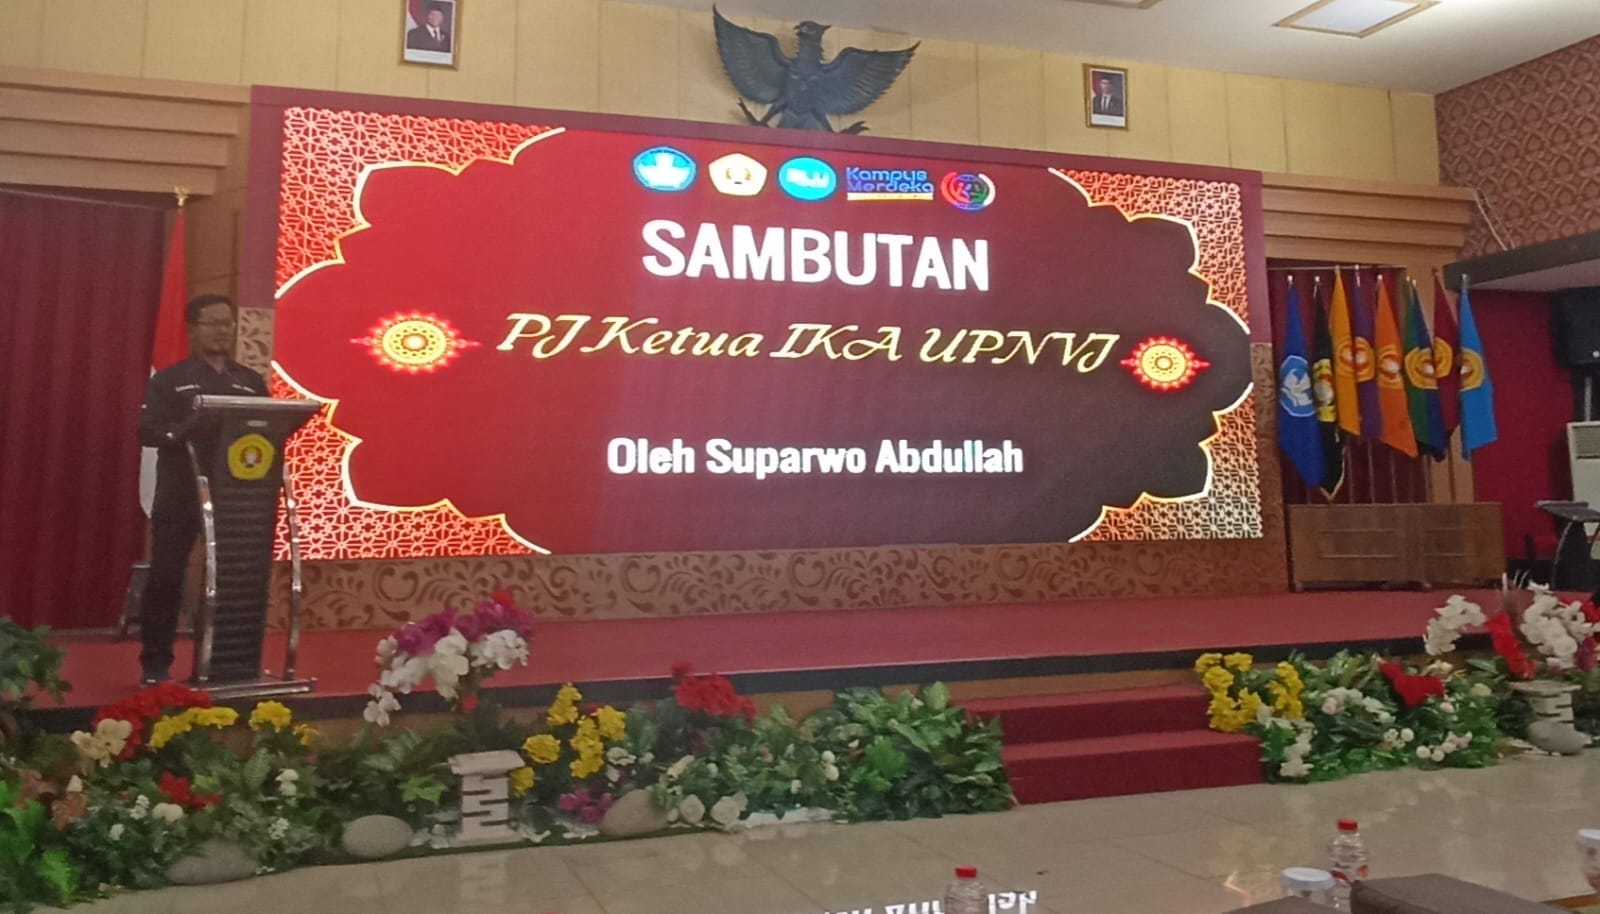 Kampus
Merdeka
SAMBUTAN
PJ Ketua IKA UPNVJ
Oleh Suparwo Abdullah